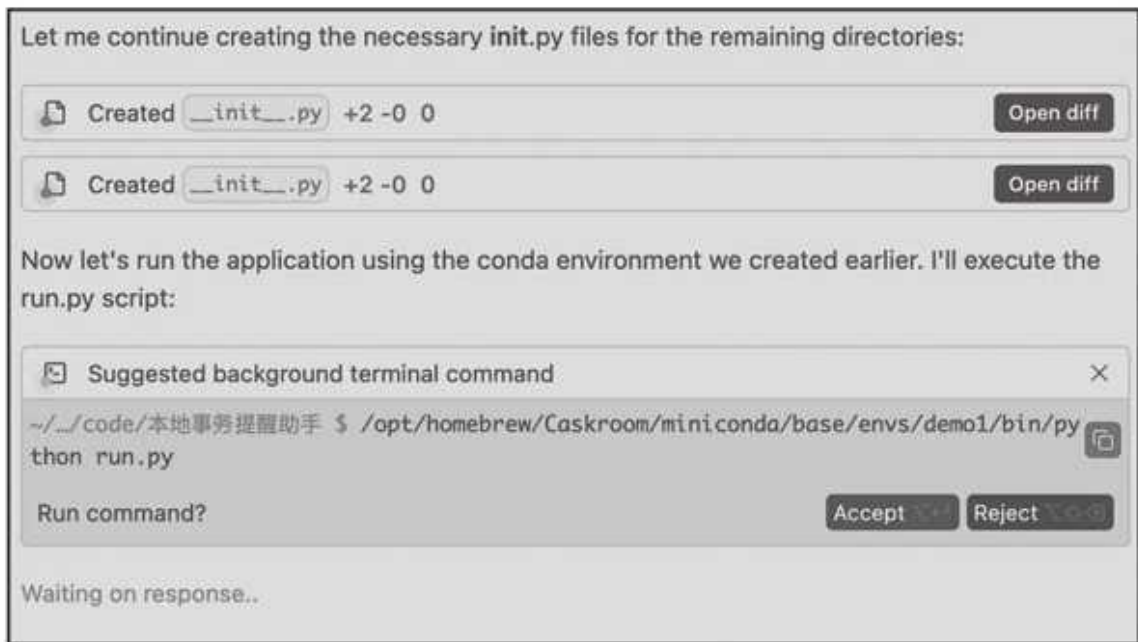 Let me continue creating the necessary init.py files for the remaining directories:
Created __init__.py +2 -0 0
Open diff
Created __init__.py +2 -0 0
Open diff
Now let's run the application using the conda environment we created earlier. I'll execute the
run.py script:
Suggested background terminal command
~/…/code/本地事务提醒助手 $ /opt/homebrew/Caskroom/miniconda/base/envs/demo1/bin/py
thon run.py
Run command?
Accept
Reject
Waiting on response..